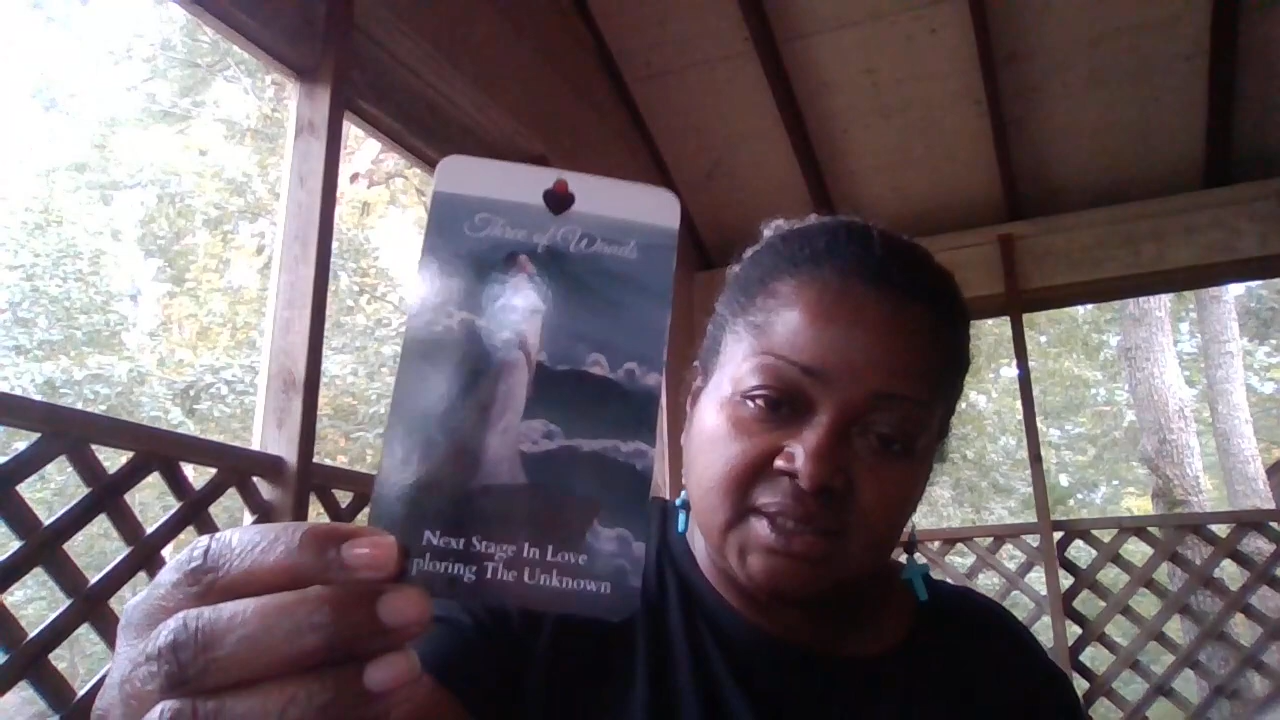 Three of Wands
Next Stage In Love
ploring The Unknown